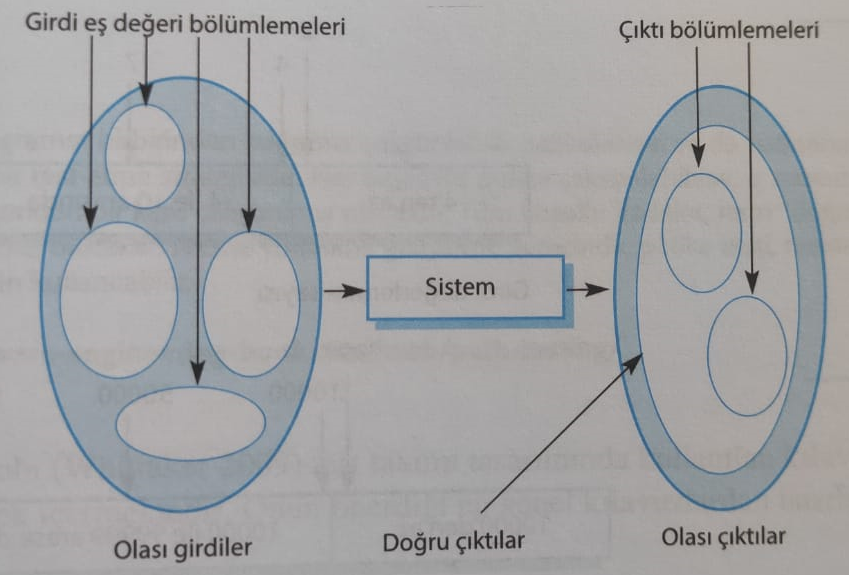 Girdi eş değeri bölümlemeleri
Çıktı bölümlemeleri
Sistem
Olası girdiler
Doğru çıktılar
Olası çıktılar